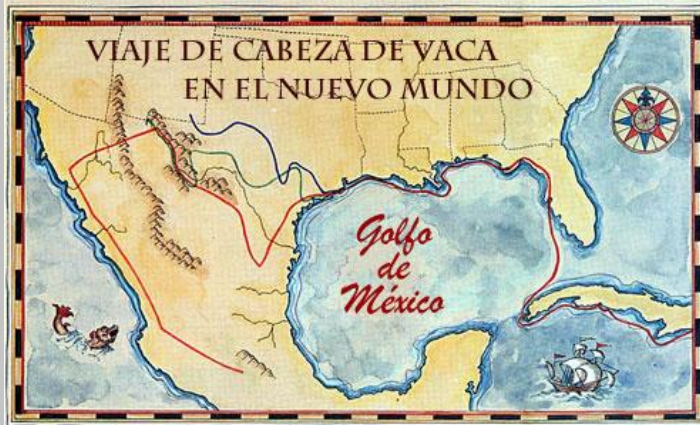 VIAJE DE CABEZA DE VACA
EN EL NUEVO MUNDO
Golfo
de
México